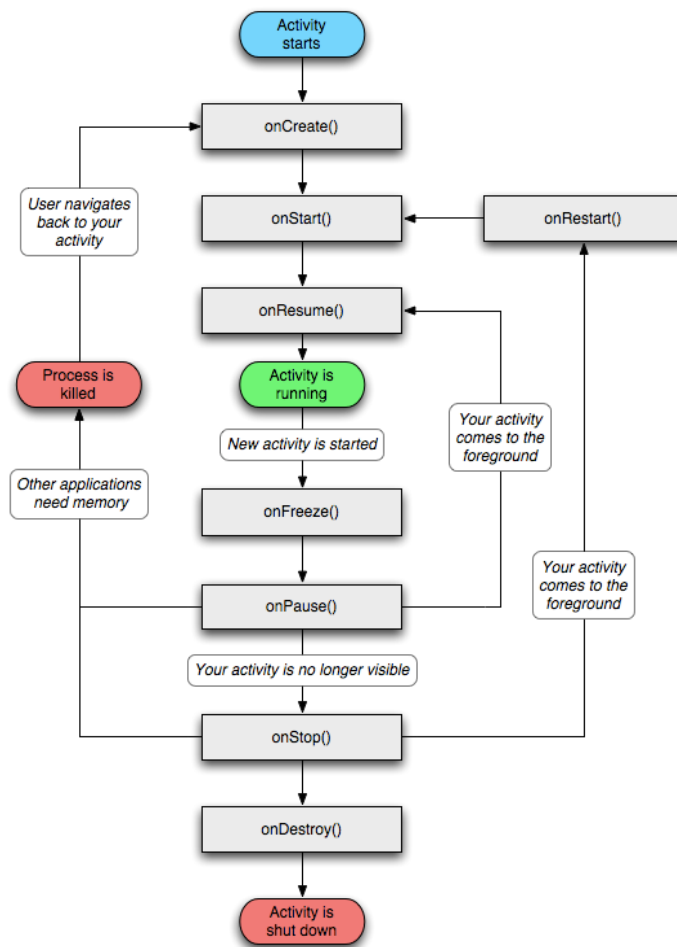 Activity
starts
onCreate()
User navigates
back to your
activity
onStart()
onRestart()
onResume()
Process is
killed
Activity is
running
Your activity
comes to the
foreground
New activity is started
Other applications
need memory
onFreeze()
Your activity
comes to the
foreground
onPause()
Your activity is no longer visible
onStop()
onDestroy()
Activity is
shut down